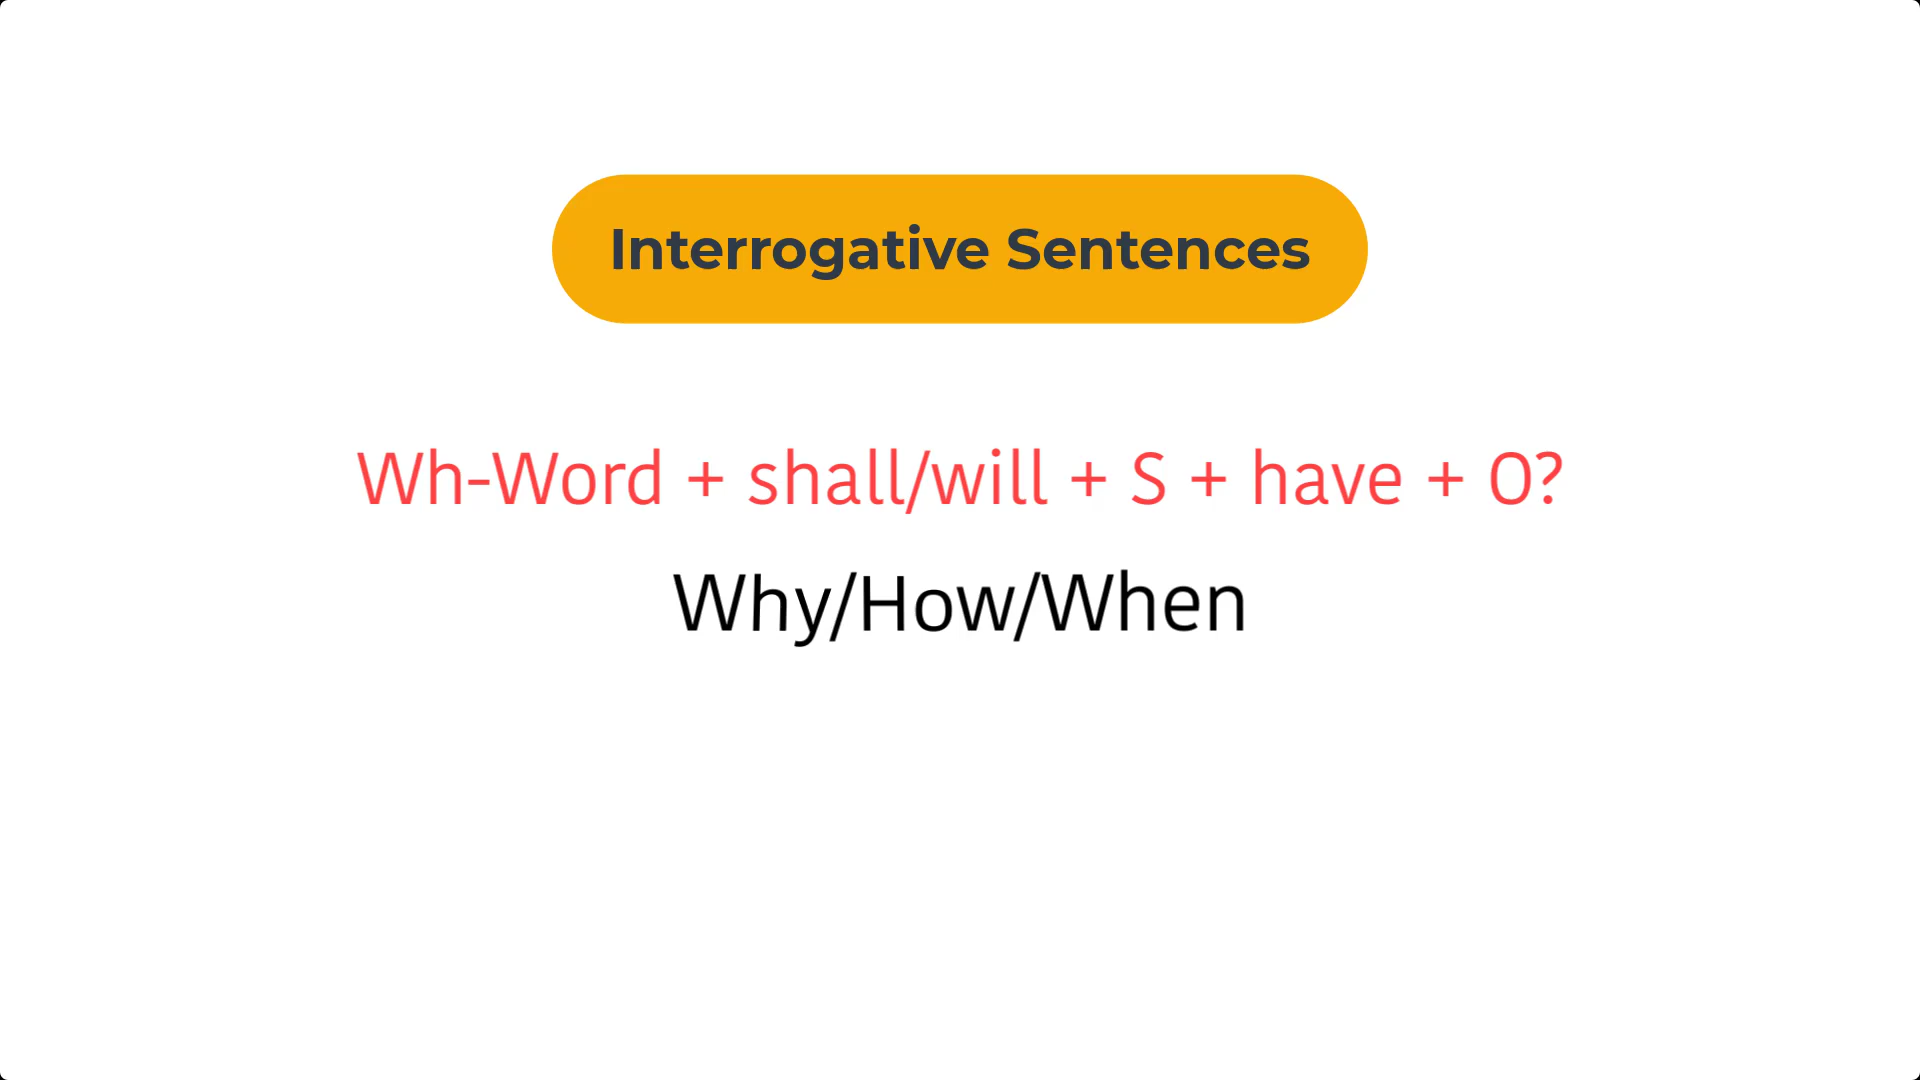 Interrogative Sentences
Wh-Word + shall/will + S + have + O?
Why/How/When